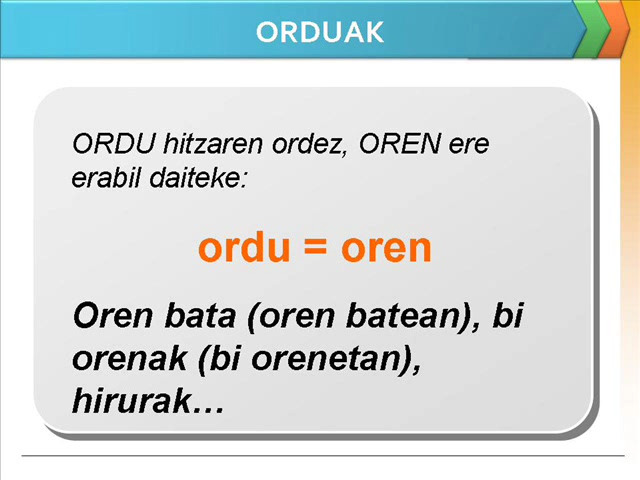 ORDUAK
ORDU hitzaren ordez, OREN ere
erabil daiteke:
ordu = oren
Oren bata (oren batean), bi
orenak (bi orenetan),
hirurak…